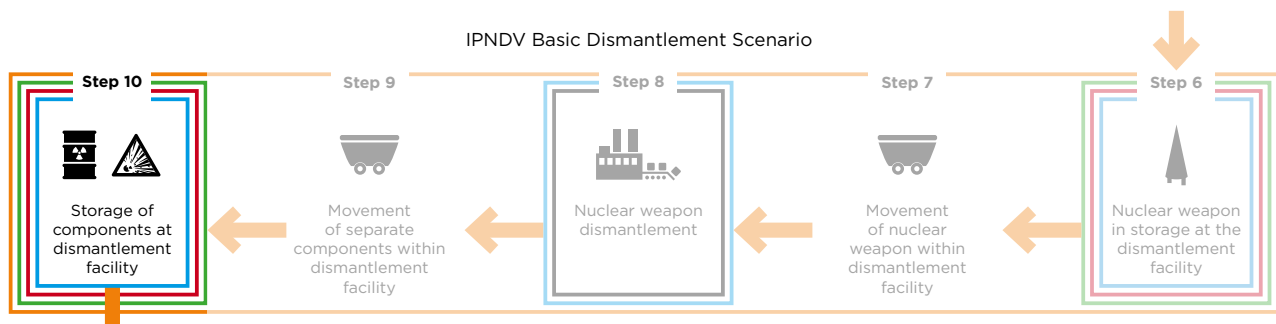 IPNDV Basic Dismantlement Scenario
Step 10
Storage of
components at
dismantlement
facility
Step 9
Movement
of separate
components within
dismantlement
facility
Step 8
Nuclear weapon
dismantlement
Step 7
Movement
of nuclear
weapon within
dismantlement
facility
Step 6
Nuclear weapon
in storage at the
dismantlement
facility